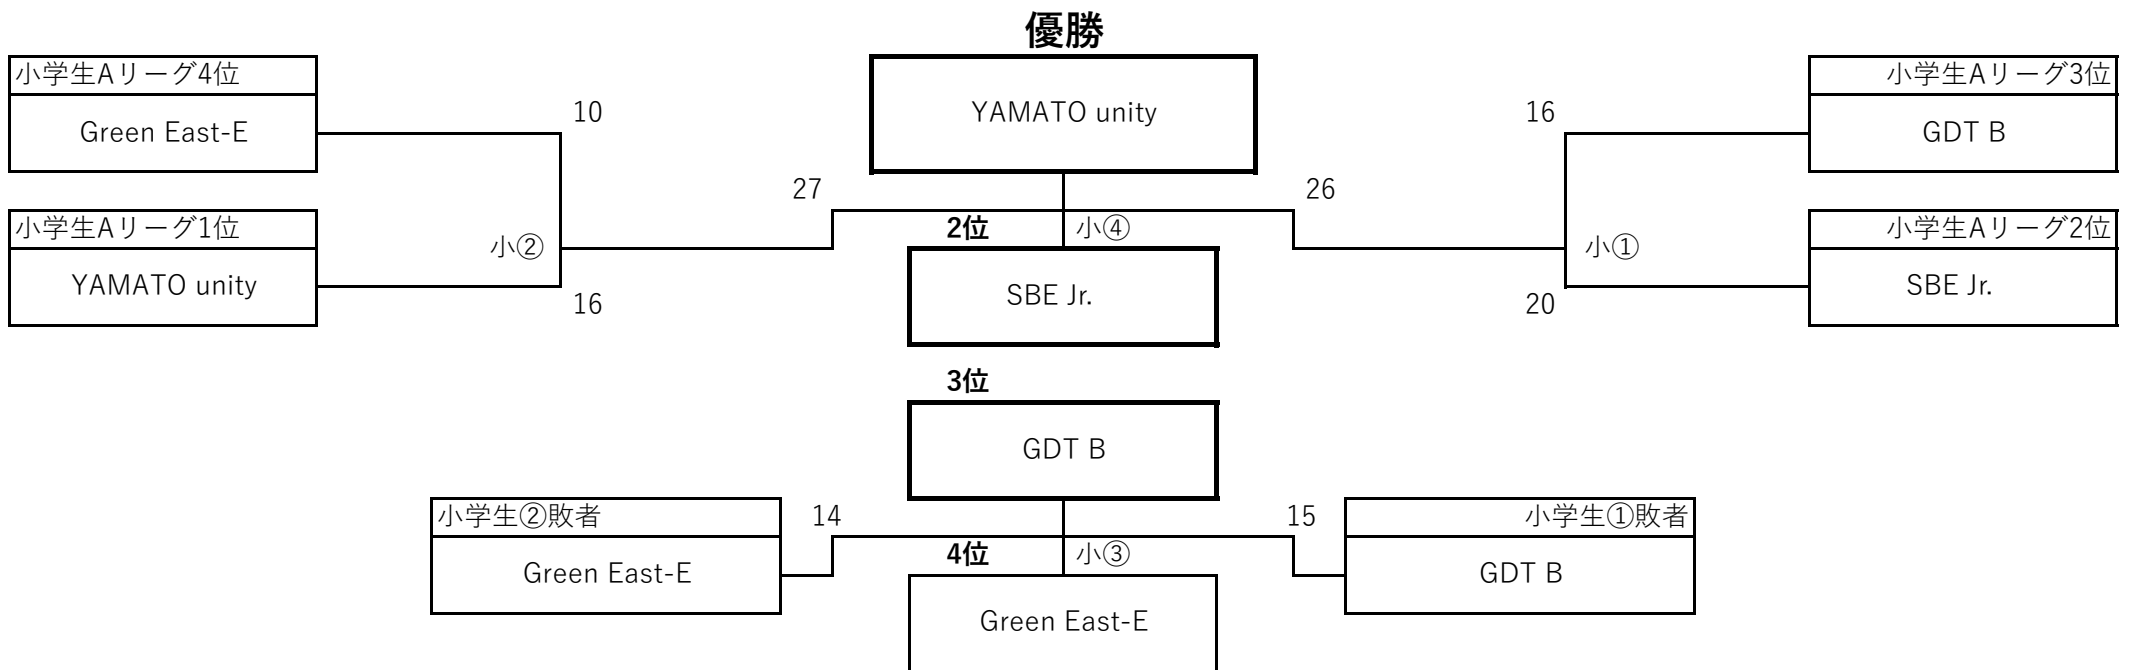 優勝
小学生Aリーグ4位
小学生Aリーグ3位
10
YAMATO unity
16
Green East-E
GDT B
27
26
小学生Aリーグ1位
2位
小④
小学生Aリーグ2位
小②
小①
YAMATO unity
SBE Jr.
SBE Jr.
16
20
3位
GDT B
小学生②敗者
14
15
小学生①敗者
4位
小③
Green East-E
GDT B
Green East-E